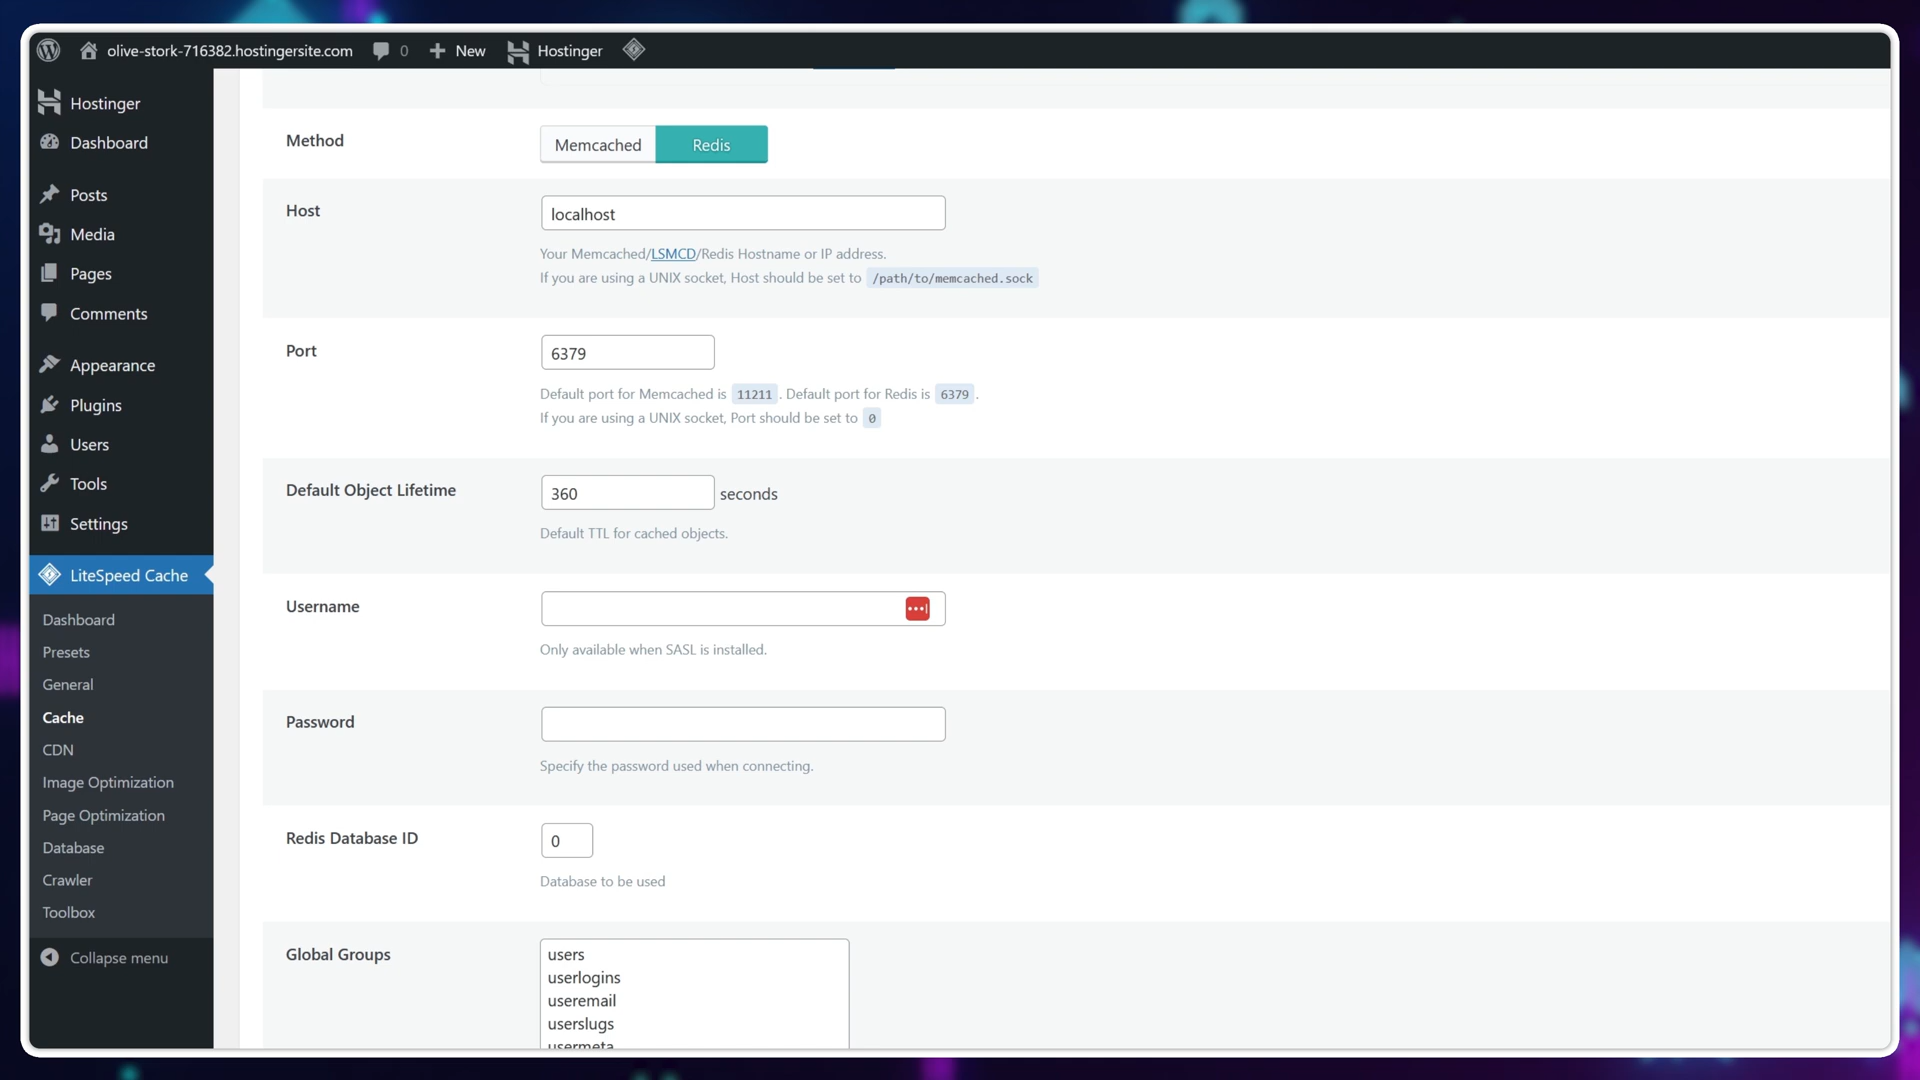 olive-stork-716382.hostingersite.com 0 New Hostinger
Hostinger
Dashboard
Posts
Media
Pages
Comments
Appearance
Plugins
Users
Tools
Settings
LiteSpeed Cache
Dashboard
Presets
General
Cache
CDN
Image Optimization
Page Optimization
Database
Crawler
Toolbox
Collapse menu
Method
Memcached Redis
Host
localhost
Your Memcached/LSMCD/Redis Hostname or IP address.
If you are using a UNIX socket, Host should be set to /path/to/memcached.sock
Port
6379
Default port for Memcached is 11211 . Default port for Redis is 6379 .
If you are using a UNIX socket, Port should be set to 0
Default Object Lifetime
360 seconds
Default TTL for cached objects.
Username
Only available when SASL is installed.
Password
Specify the password used when connecting.
Redis Database ID
0
Database to be used
Global Groups
users
userlogins
useremail
userslugs
usermeta